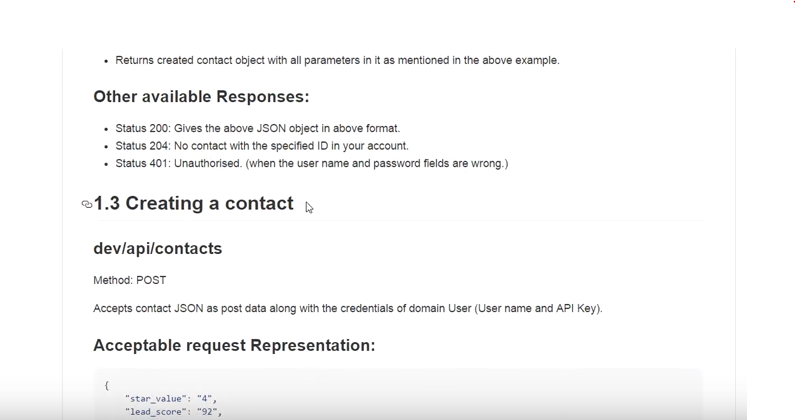 Returns created contact object with all parameters in it as mentioned in the above example.
Other available Responses:
Status 200: Gives the above JSON object in above format.
Status 204: No contact with the specified ID in your account.
Status 401: Unauthorised. (when the user name and password fields are wrong.)
1.3 Creating a contact
dev/api/contacts
Method: POST
Accepts contact JSON as post data along with the credentials of domain User (User name and API Key).
Acceptable request Representation:
{
"star_value": "4",
"lead_score": "92",